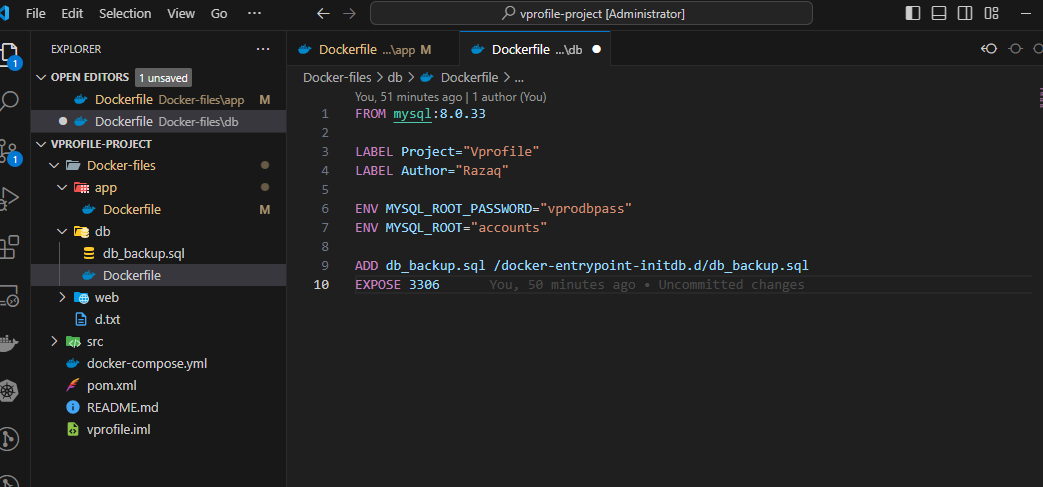 File Edit Selection View Go ··· vprofile-project [Administrator]
EXPLORER ···
OPEN EDITORS 1 unsaved
Dockerfile Docker-files\app M
Dockerfile Docker-files\db
VPROFILE-PROJECT
Docker-files
app
Dockerfile M
db
db_backup.sql
Dockerfile
web
d.txt
src
docker-compose.yml
pom.xml
README.md
vprofile.iml
1
1
Dockerfile ...\app M Dockerfile ...\db
Docker-files > db > Dockerfile > ...
You, 51 minutes ago | 1 author (You)
1 FROM mysql:8.0.33
2
3 LABEL Project="Vprofile"
4 LABEL Author="Razaq"
5
6 ENV MYSQL_ROOT_PASSWORD="vprodbpass"
7 ENV MYSQL_ROOT="accounts"
8
9 ADD db_backup.sql /docker-entrypoint-initdb.d/db_backup.sql
10 EXPOSE 3306 You, 50 minutes ago • Uncommitted changes